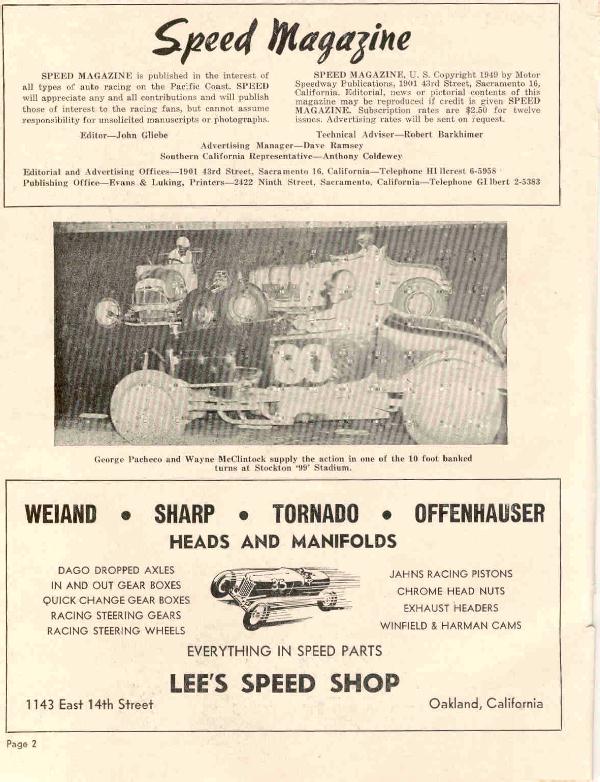 Speed Magazine
SPEED MAGAZINE is published in the interest of
all types of auto racing on the Pacific Coast. SPEED
will appreciate any and all contributions and will publish
those of interest to the racing fans, but cannot assume
responsibility for unsolicited manuscripts or photographs.
SPEED MAGAZINE, U. S. Copyright 1949 by Motor
Speedway Publications, 1901 43rd Street, Sacramento 16,
California. Editorial, news or pictorial contents of this
magazine may be reproduced if credit is given SPEED
MAGAZINE. Subscription rates are $2.50 for twelve
issues. Advertising rates will be sent on request.
Editor—John Gliebe
Technical Adviser—Robert Barkhimer
Advertising Manager—Dave Ramsey
Southern California Representative—Anthony Coldewey
Editorial and Advertising Offices—1901 43rd Street, Sacramento 16, California—Telephone HIllcrest 6-5958
Publishing Office—Evans & Luking, Printers—2422 Ninth Street, Sacramento, California—Telephone GIlbert 2-5383
George Pacheco and Wayne McClintock supply the action in one of the 10 foot banked
turns at Stockton '99' Stadium.
WEIAND • SHARP • TORNADO • OFFENHAUSER
HEADS AND MANIFOLDS
DAGO DROPPED AXLES
IN AND OUT GEAR BOXES
QUICK CHANGE GEAR BOXES
RACING STEERING GEARS
RACING STEERING WHEELS
33
JAHNS RACING PISTONS
CHROME HEAD NUTS
EXHAUST HEADERS
WINFIELD & HARMAN CAMS
EVERYTHING IN SPEED PARTS
LEE'S SPEED SHOP
1143 East 14th Street
Oakland, California
Page 2